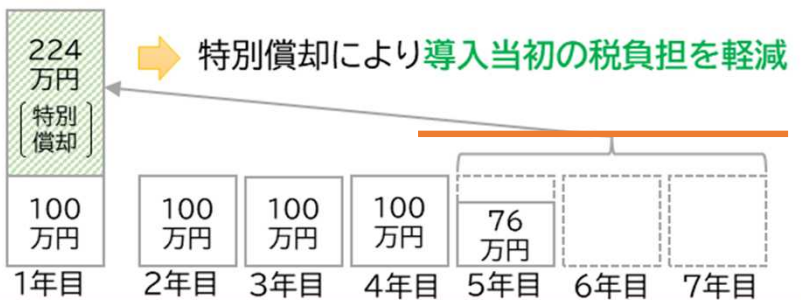 224
万円
特別
償却
特別償却により導入当初の税負担を軽減
100
万円
100
万円
100
万円
100
万円
76
万円
1年目
2年目
3年目
4年目
5年目
6年目
7年目